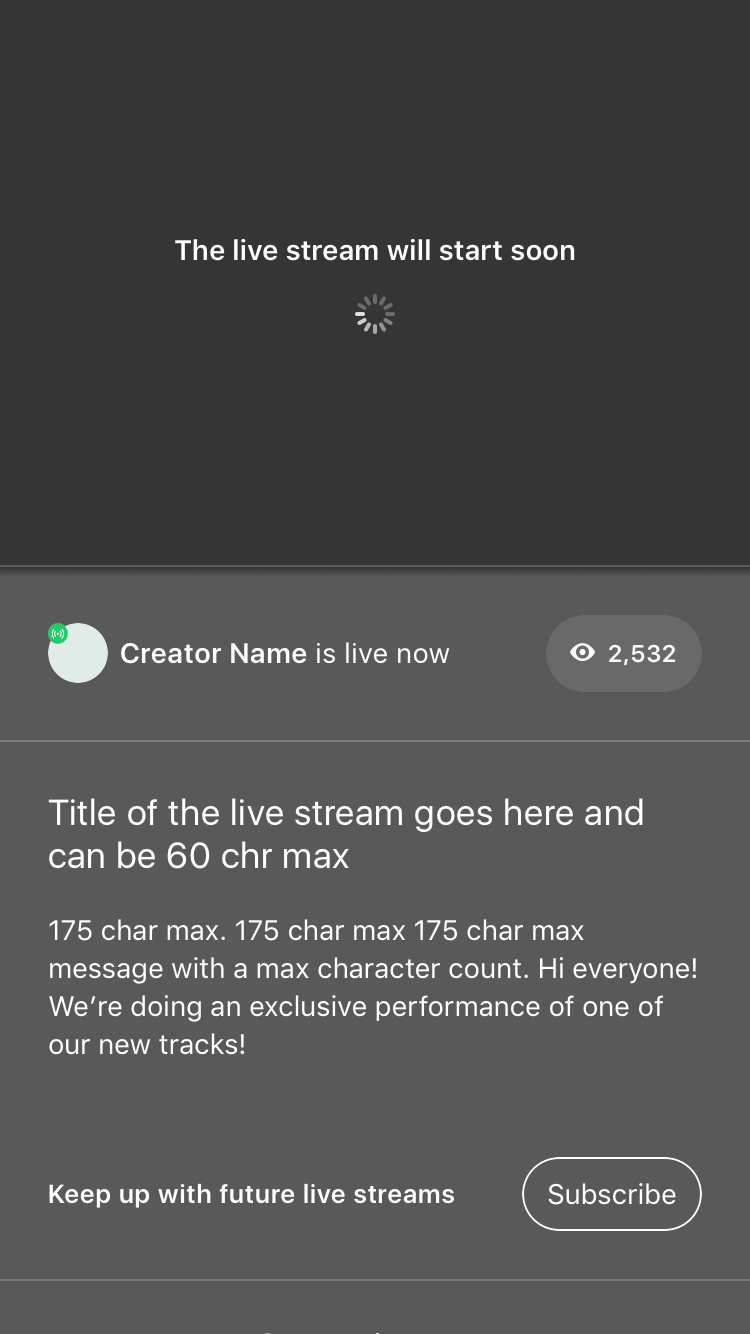 The live stream will start soon
Creator Name is live now
2,532
Title of the live stream goes here and
can be 60 chr max
175 char max. 175 char max 175 char max
message with a max character count. Hi everyone!
We’re doing an exclusive performance of one of
our new tracks!
Keep up with future live streams
Subscribe